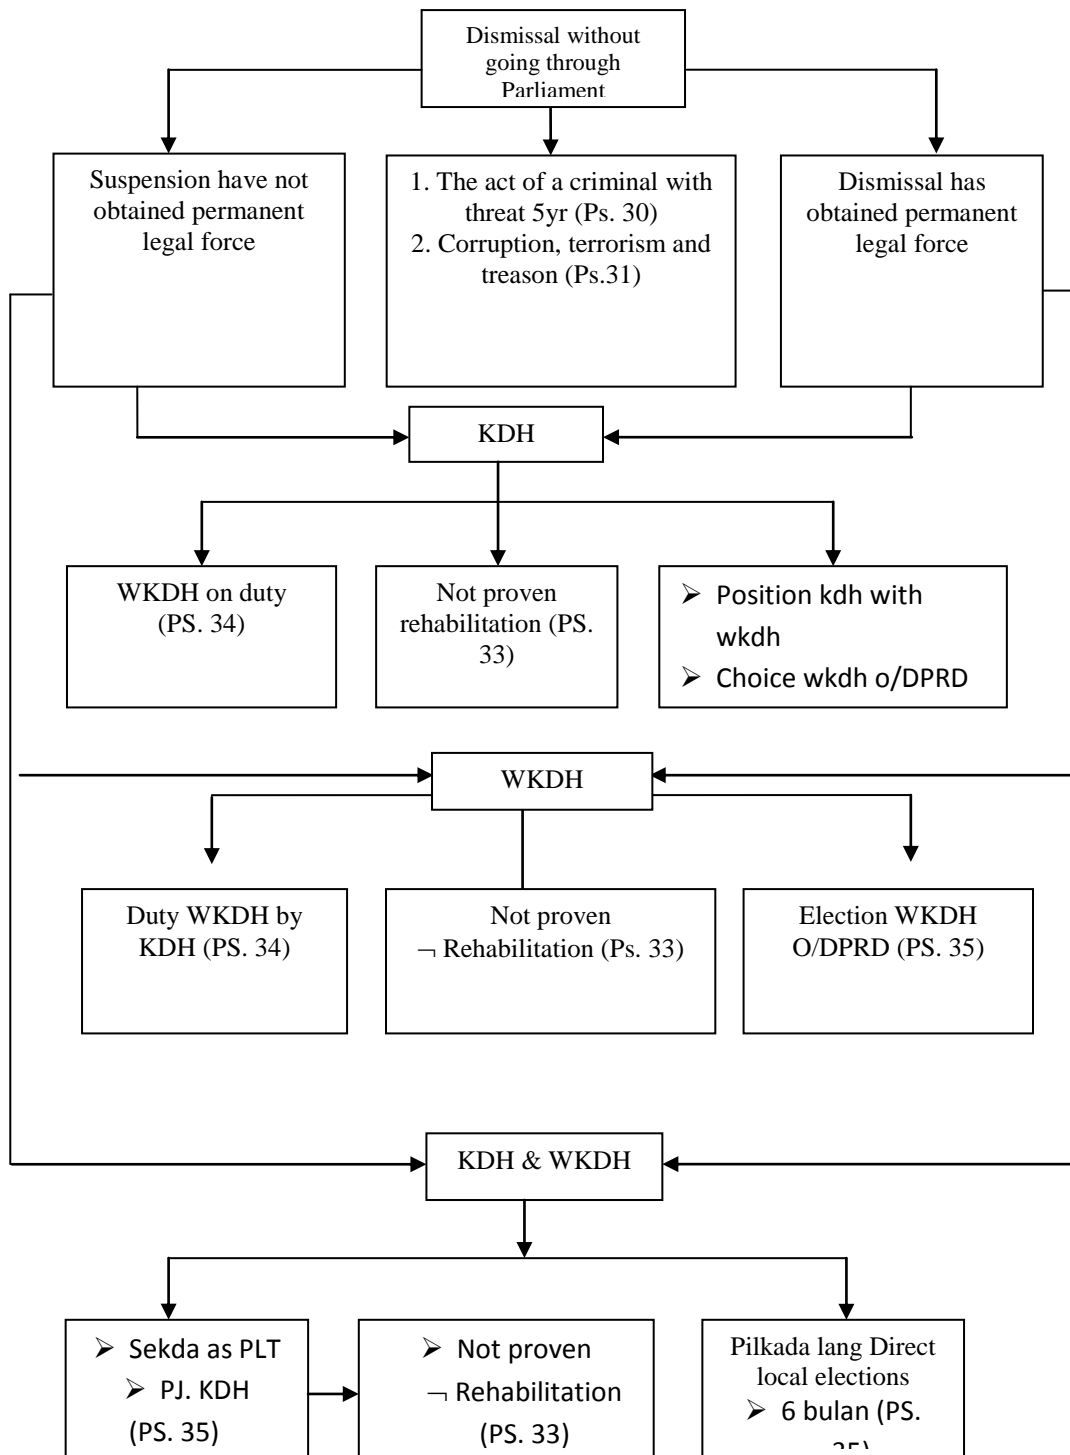 Dismissal without
going through
Parliament
Suspension have not
obtained permanent
legal force
1. The act of a criminal with
threat 5yr (Ps. 30)
2. Corruption, terrorism and
treason (Ps.31)
Dismissal has
obtained permanent
legal force
KDH
WKDH on duty
(PS. 34)
Not proven
rehabilitation (PS.
33)
➢ Position kdh with
wkdh
➢ Choice wkdh o/DPRD
WKDH
Duty WKDH by
KDH (PS. 34)
Not proven
¬ Rehabilitation (Ps. 33)
Election WKDH
O/DPRD (PS. 35)
KDH & WKDH
➢ Sekda as PLT
➢ PJ. KDH
(PS. 35)
➢ Not proven
¬ Rehabilitation
(PS. 33)
Pilkada lang Direct
local elections
➢ 6 bulan (PS.